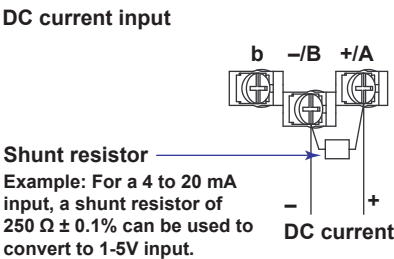 DC current input
b –/B +/A
Shunt resistor
Example: For a 4 to 20 mA
input, a shunt resistor of
250 Ω ± 0.1% can be used to
convert to 1-5V input.
– +
DC current